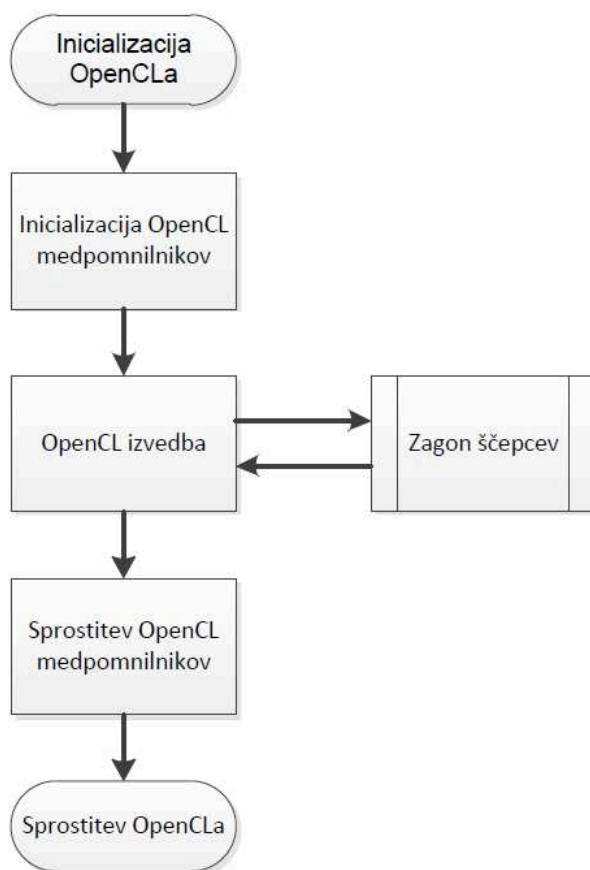 Inicializacija
OpenCLa
Inicializacija OpenCL
medpomnilnikov
OpenCL izvedba
Zagon ščepcev
Sprostitev OpenCL
medpomnilnikov
Sprostitev OpenCLa